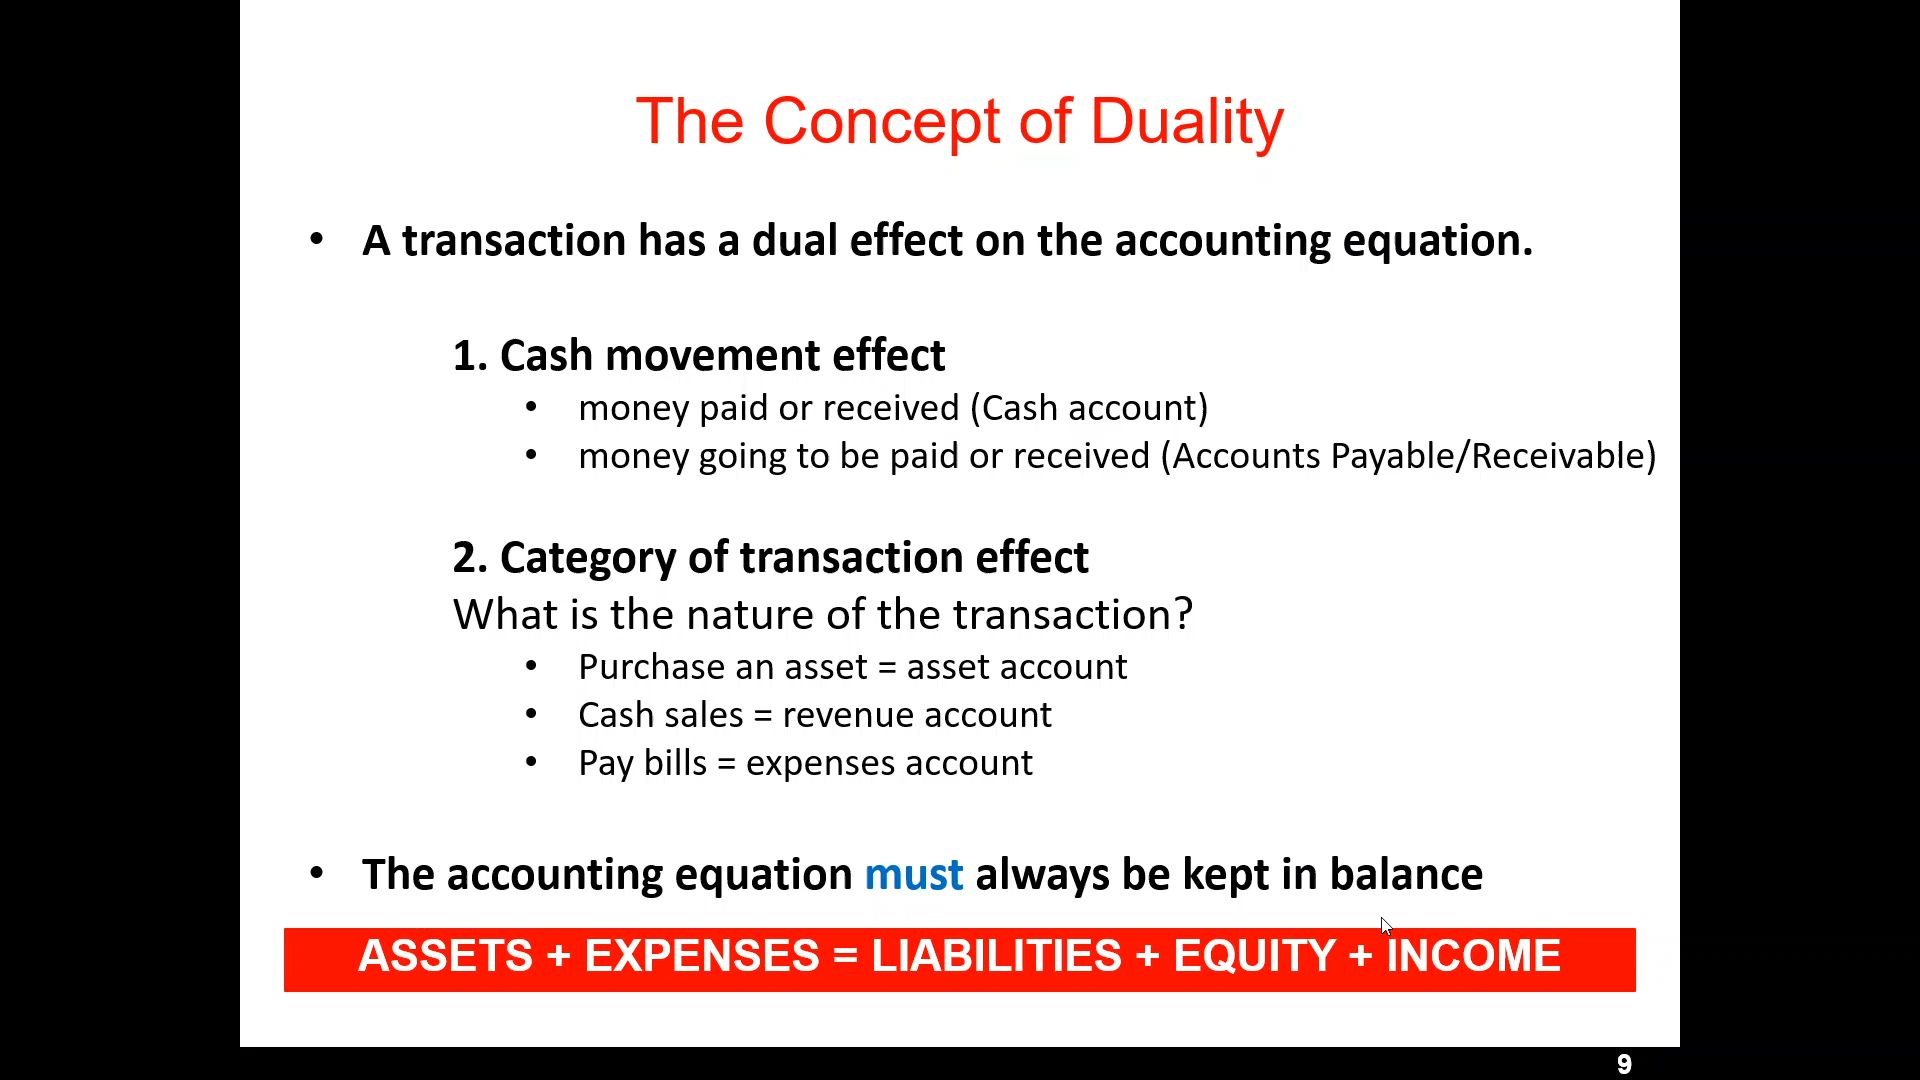 The Concept of Duality
• A transaction has a dual effect on the accounting equation.
1. Cash movement effect
• money paid or received (Cash account)
• money going to be paid or received (Accounts Payable/Receivable)
2. Category of transaction effect
What is the nature of the transaction?
• Purchase an asset = asset account
• Cash sales = revenue account
• Pay bills = expenses account
• The accounting equation must always be kept in balance
ASSETS + EXPENSES = LIABILITIES + EQUITY + INCOME
9